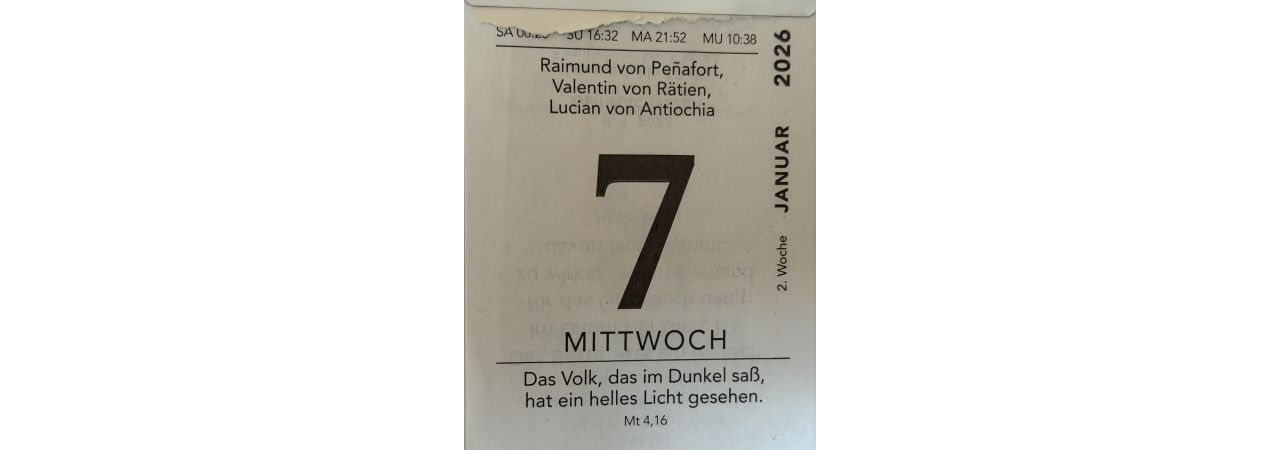 SU 16:32 MA 21:52 MU 10:38
Raimund von Peñafort,
Valentin von Rätien,
Lucian von Antiochia
7
MITTWOCH
Das Volk, das im Dunkel saß,
hat ein helles Licht gesehen.
Mt 4,16
2. Woche JANUAR 2026